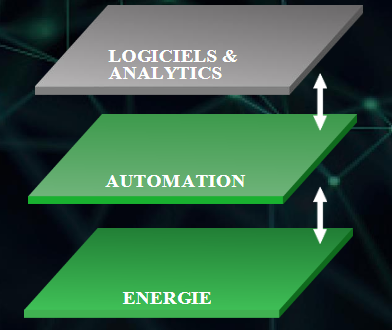 LOGICIELS &
ANALYTICS
AUTOMATION
ENERGIE